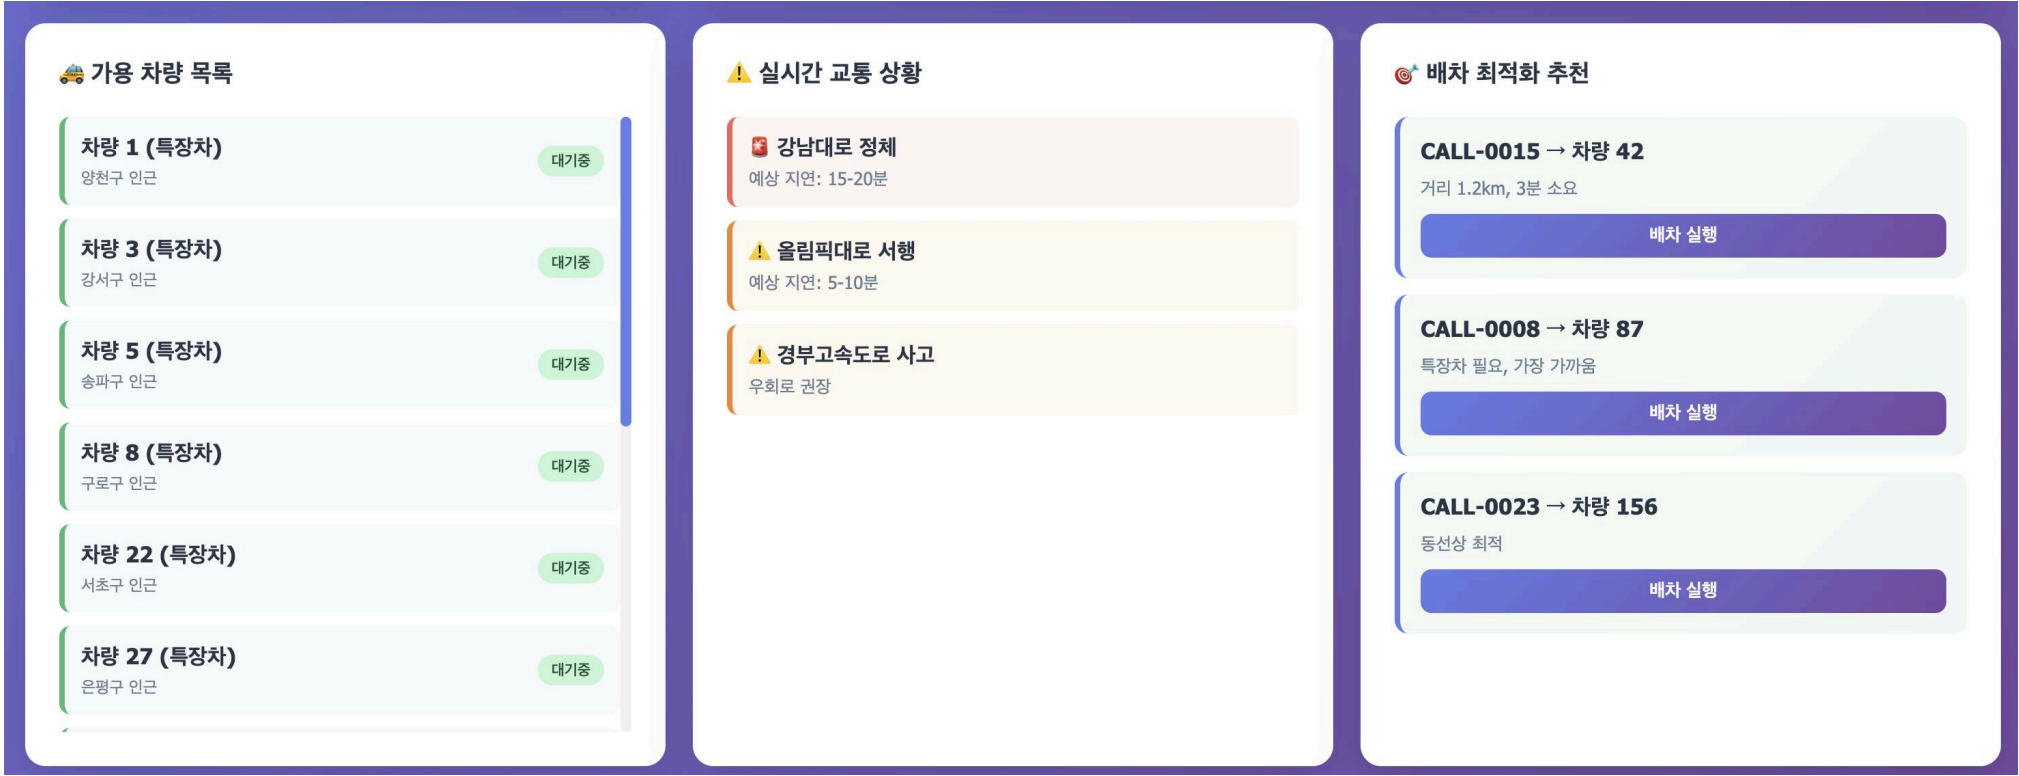 가용 차량 목록
차량 1 (특장차)
양천구 인근
대기중
차량 3 (특장차)
강서구 인근
대기중
차량 5 (특장차)
송파구 인근
대기중
차량 8 (특장차)
구로구 인근
대기중
차량 22 (특장차)
서초구 인근
대기중
차량 27 (특장차)
은평구 인근
대기중
실시간 교통 상황
강남대로 정체
예상 지연: 15-20분
올림픽대로 서행
예상 지연: 5-10분
경부고속도로 사고
우회로 권장
배차 최적화 추천
CALL-0015 → 차량 42
거리 1.2km, 3분 소요
배차 실행
CALL-0008 → 차량 87
특장차 필요, 가장 가까움
배차 실행
CALL-0023 → 차량 156
동선상 최적
배차 실행